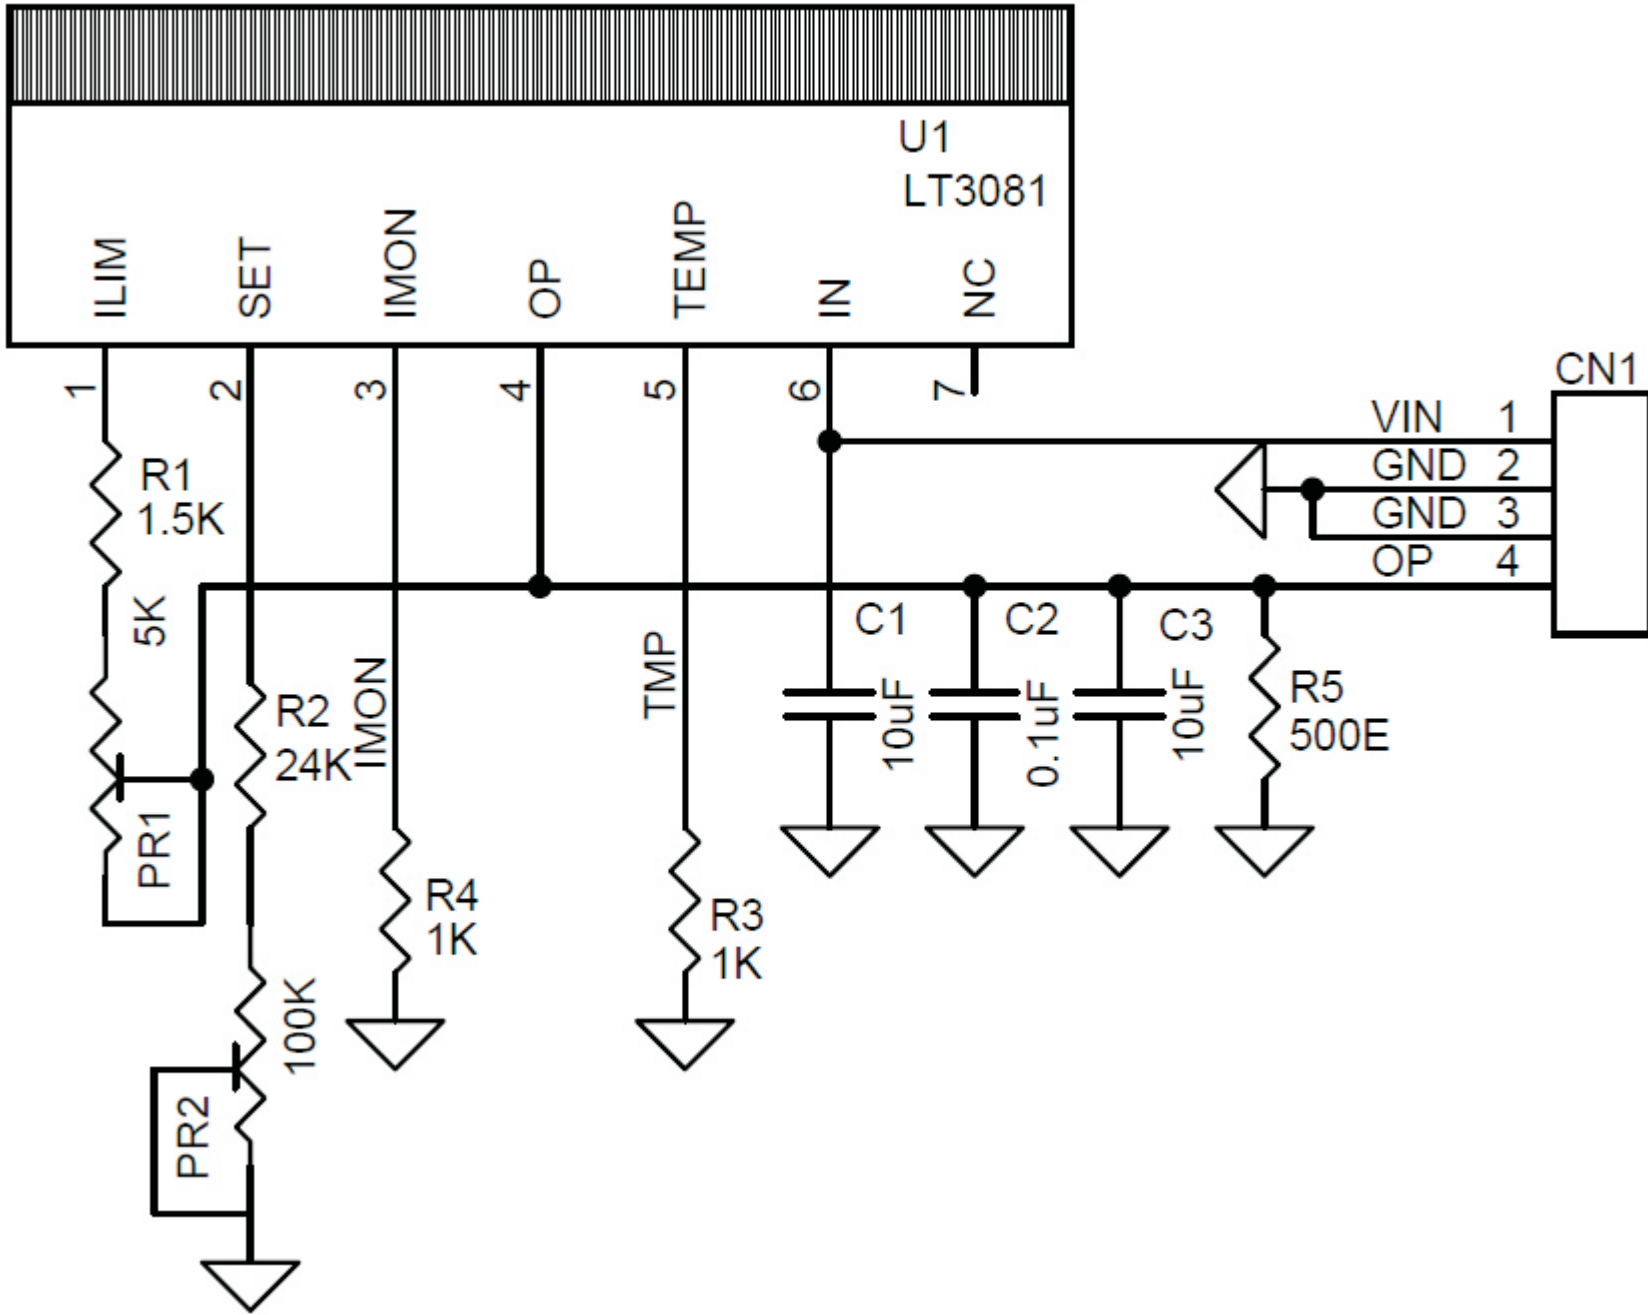 U1
LT3081
ILIM
SET
IMON
OP
TEMP
IN
NC
1
2
3
4
5
6
7
CN1
VIN 1
GND 2
GND 3
OP 4
R1
1.5K
5K
PR1
R2
24K
100K
PR2
IMON
R4
1K
TMP
R3
1K
C1
10uF
C2
0.1uF
C3
10uF
R5
500E